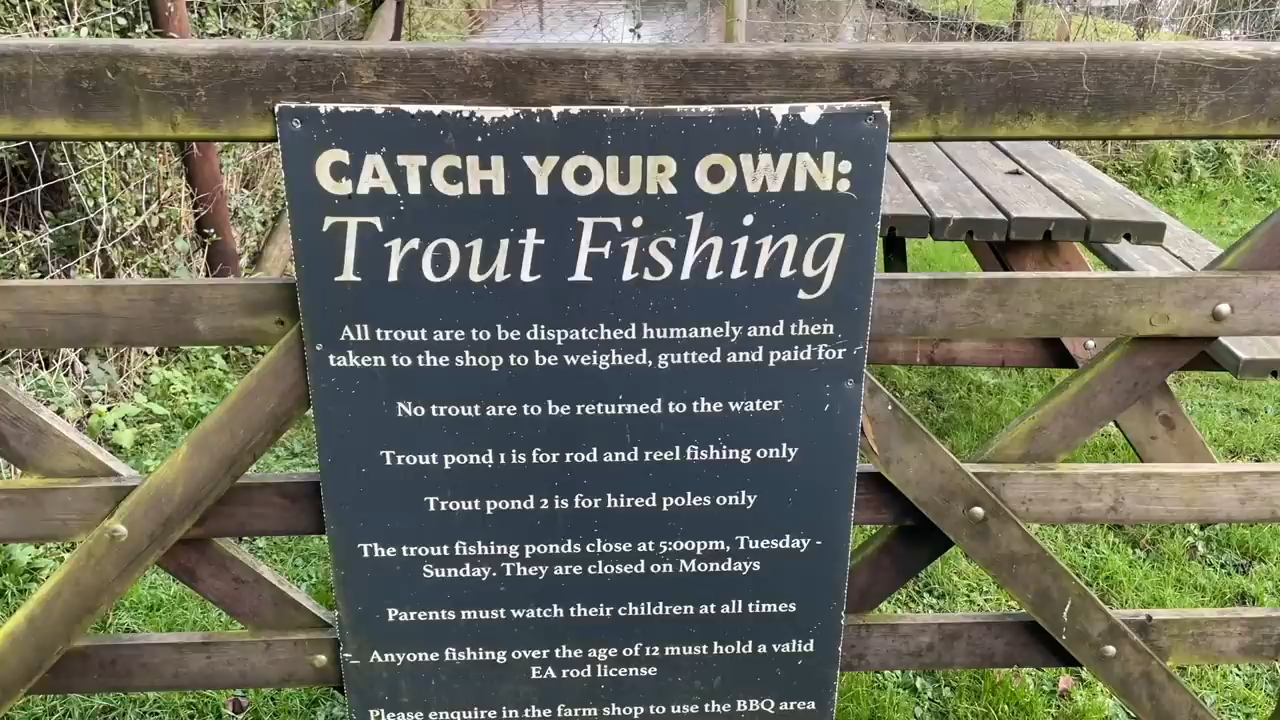 CATCH YOUR OWN:
Trout Fishing
All trout are to be dispatched humanely and then
taken to the shop to be weighed, gutted and paid for
No trout are to be returned to the water
Trout pond 1 is for rod and reel fishing only
Trout pond 2 is for hired poles only
The trout fishing ponds close at 5:00pm, Tuesday -
Sunday. They are closed on Mondays
Parents must watch their children at all times
Anyone fishing over the age of 12 must hold a valid
EA rod license
Please enquire in the farm shop to use the BBQ area